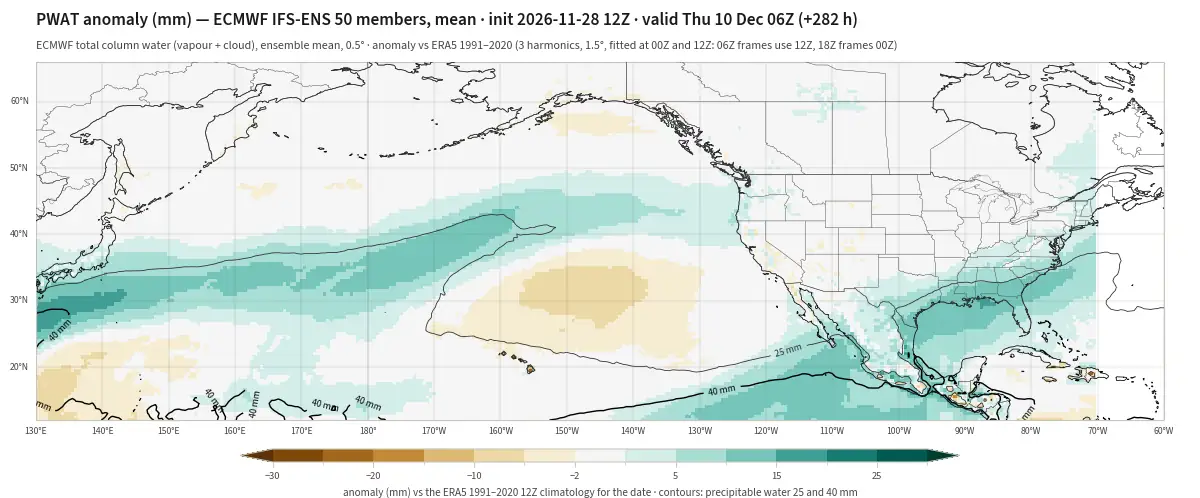 PWAT anomaly (mm) — ECMWF IFS-ENS 50 members, mean · init 2026-11-28 12Z · valid Thu 10 Dec 06Z (+282 h)
ECMWF total column water (vapour + cloud), ensemble mean, 0.5° · anomaly vs ERA5 1991–2020 (3 harmonics, 1.5°, fitted at 00Z and 12Z: 06Z frames use 12Z, 18Z frames 00Z)
60°N
50°N
40°N
30°N
20°N
40 mm
25 mm
40 mm
mm
40 mm
40 mm
40 mm
mm
130°E 140°E 150°E 160°E 170°E 180° 170°W 160°W 150°W 140°W 130°W 120°W 110°W 100°W 90°W 80°W 70°W 60°W
−30 −20 −10 −2 5 15 25
anomaly (mm) vs the ERA5 1991–2020 12Z climatology for the date · contours: precipitable water 25 and 40 mm